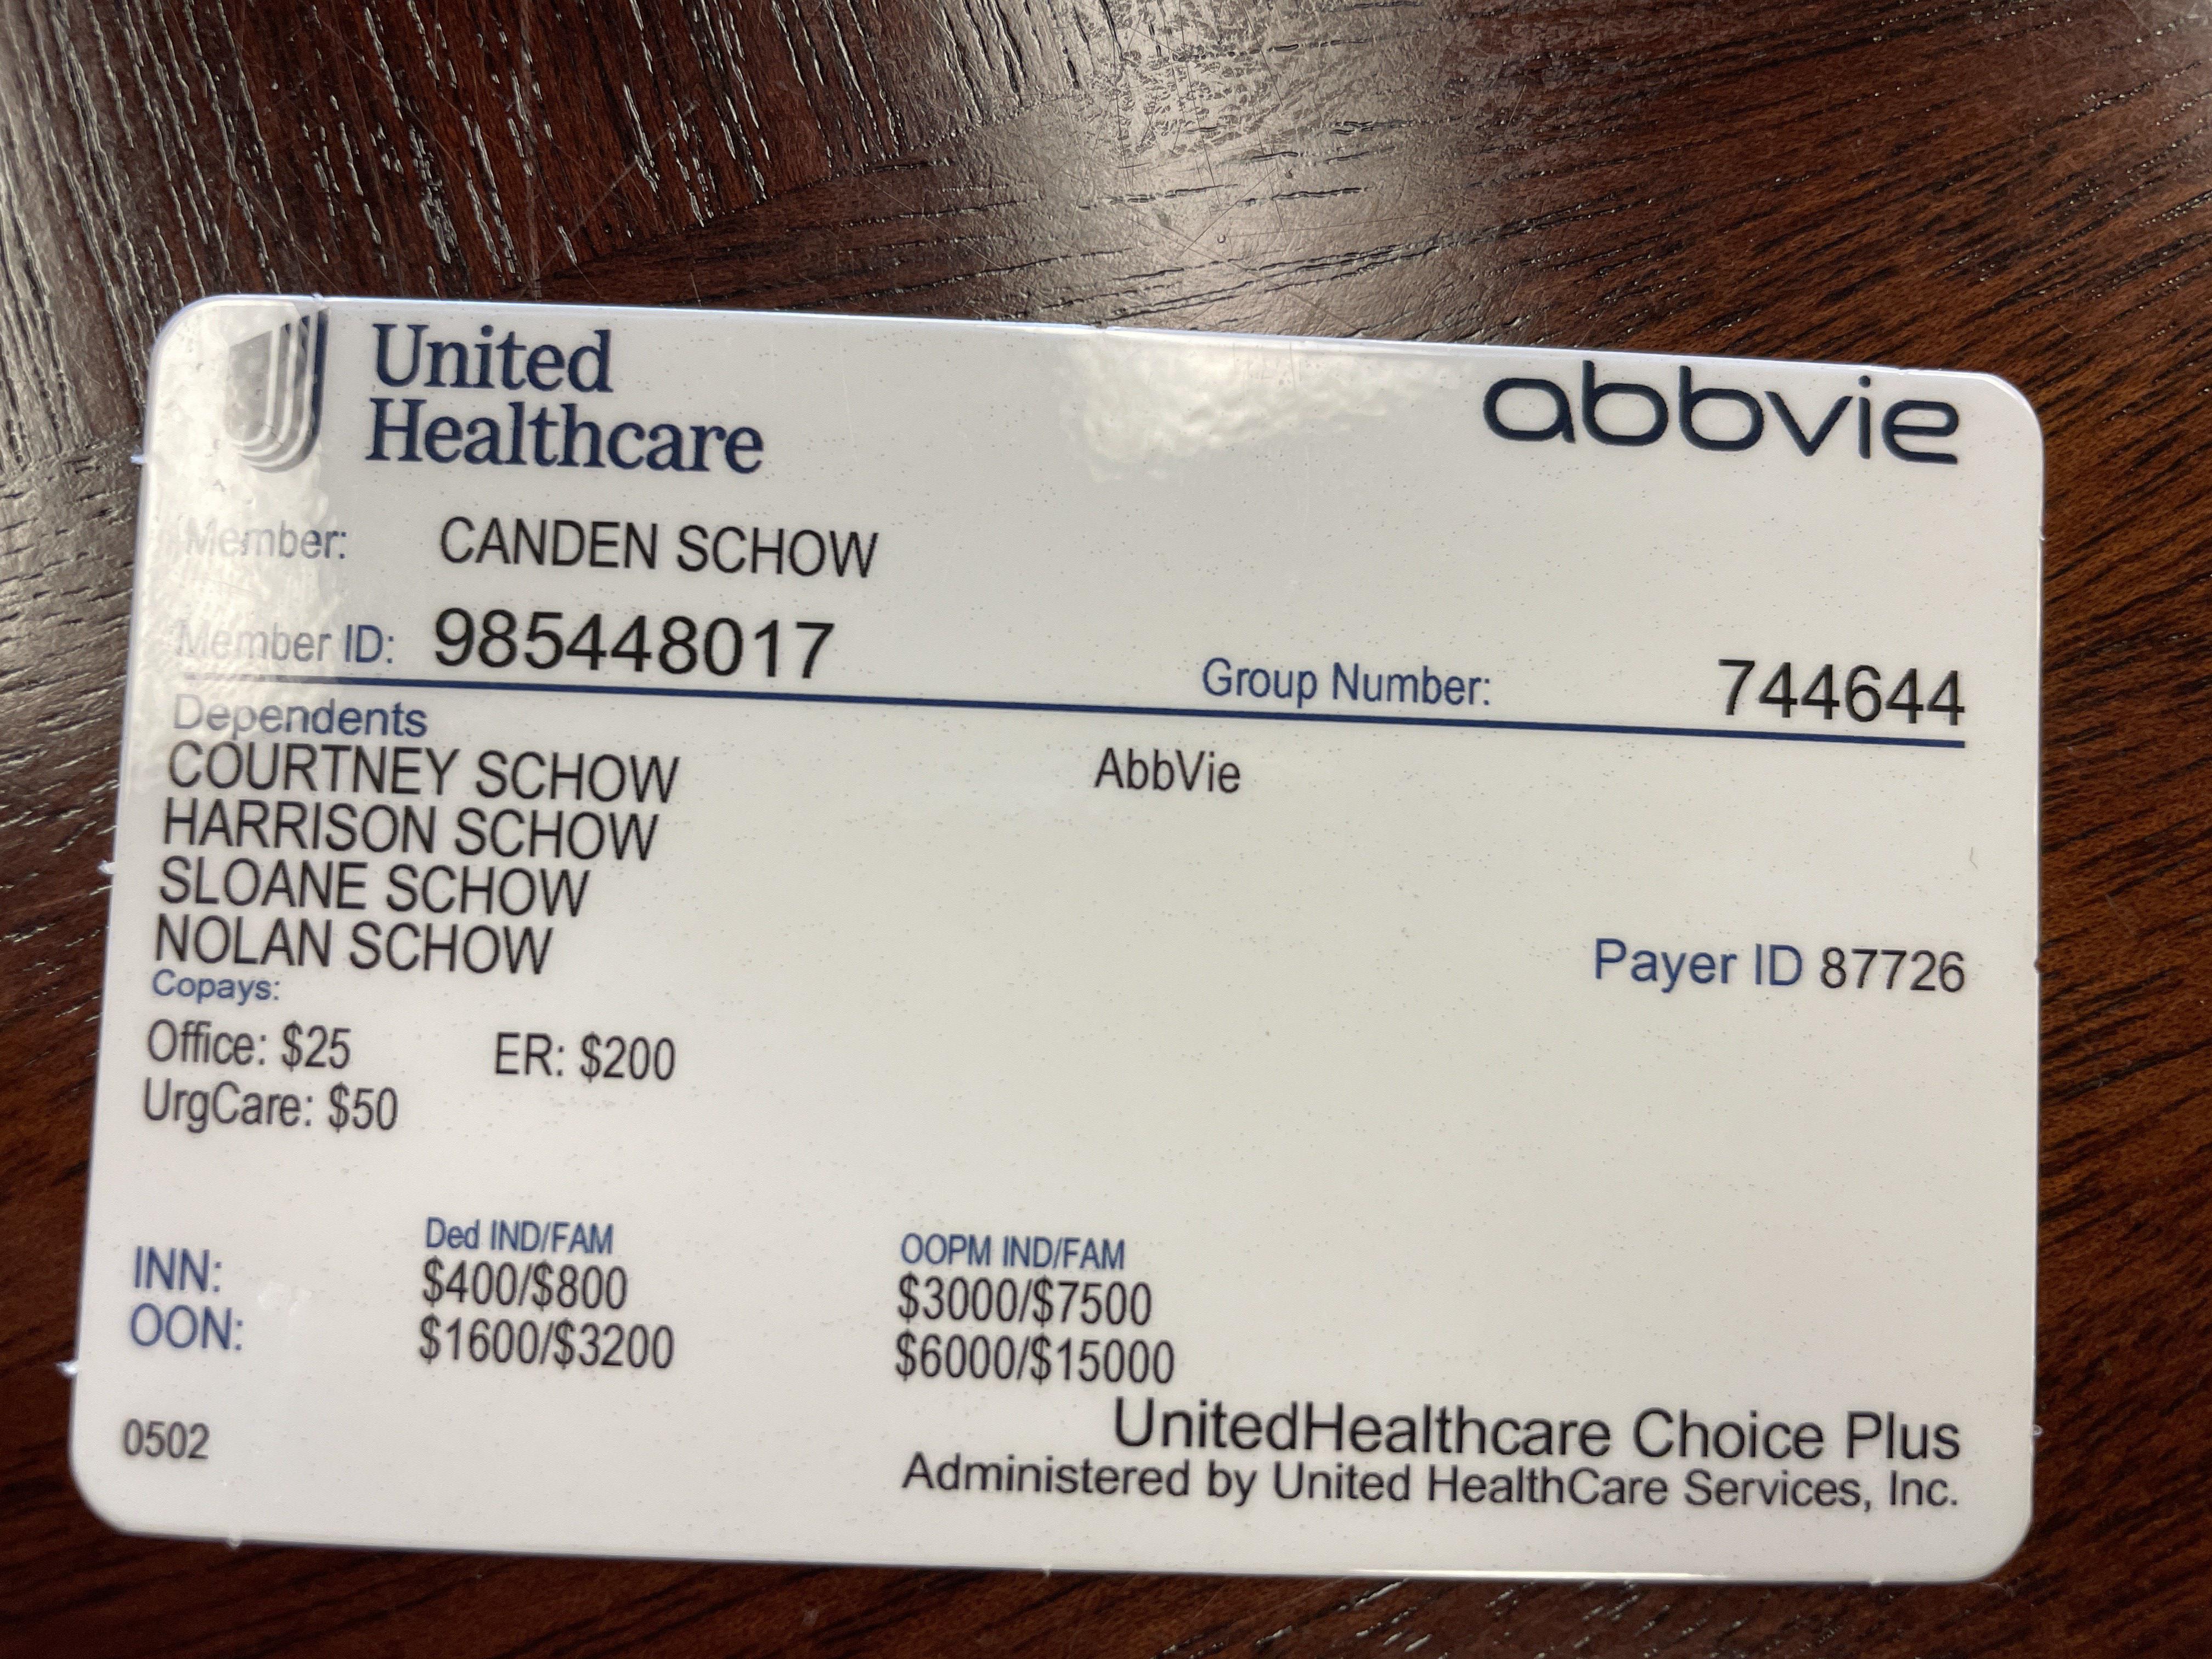 United
Healthcare
abbvie
Member: CANDEN SCHOW
Member ID: 985448017
Group Number: 744644
Dependents
COURTNEY SCHOW
AbbVie
HARRISON SCHOW
SLOANE SCHOW
NOLAN SCHOW
Payer ID 87726
Copays:
Office: $25 ER: $200
UrgCare: $50
Ded IND/FAM OOPM IND/FAM
INN: $400/$800 $3000/$7500
OON: $1600/$3200 $6000/$15000
UnitedHealthcare Choice Plus
0502
Administered by United HealthCare Services, Inc.